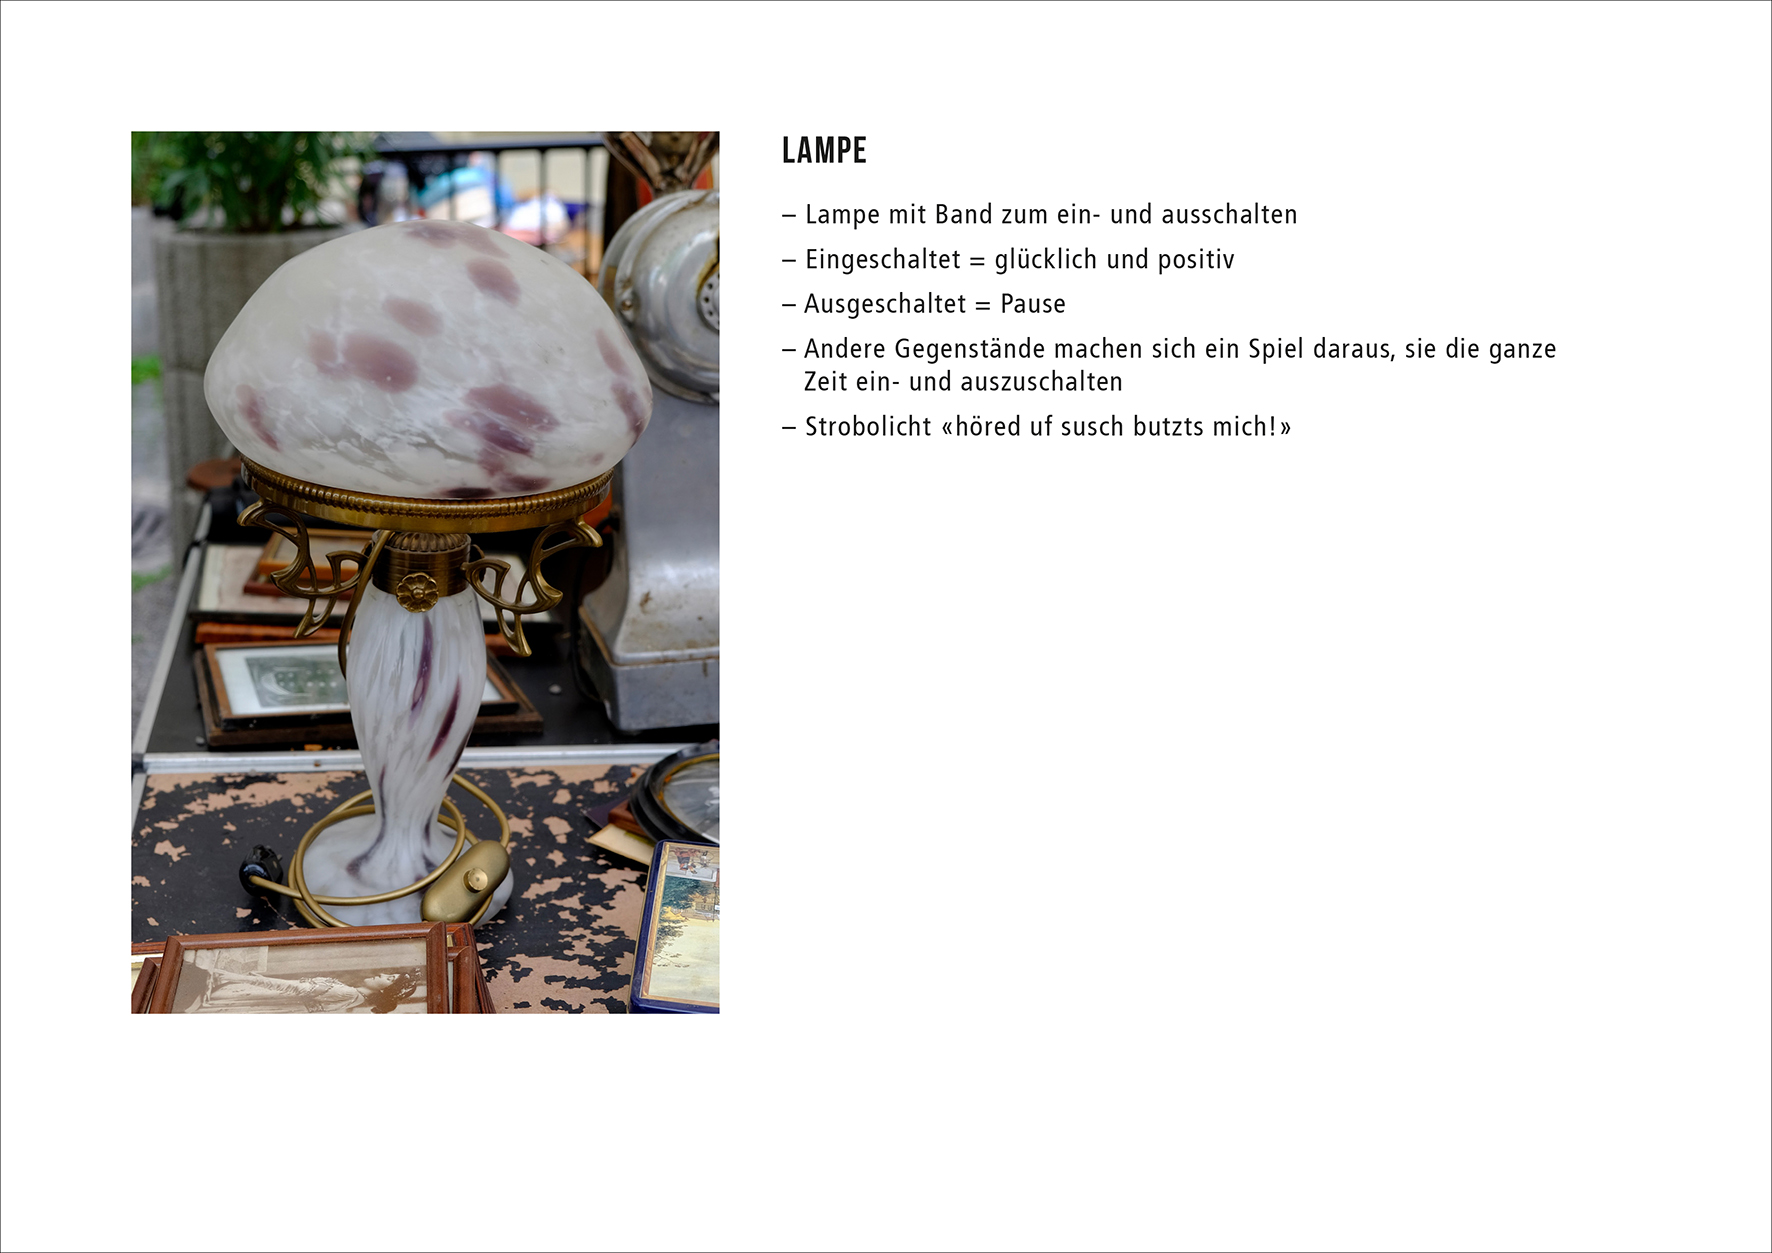 LAMPE
– Lampe mit Band zum ein- und ausschalten
– Eingeschaltet = glücklich und positiv
– Ausgeschaltet = Pause
– Andere Gegenstände machen sich ein Spiel daraus, sie die ganze
Zeit ein- und auszuschalten
– Strobolicht «höred uf susch butzts mich!»